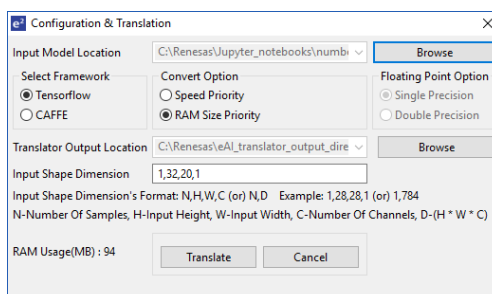 e² Configuration & Translation
Input Model Location C:\Renesas\Jupyter_notebooks\numb Browse
Select Framework Convert Option Floating Point Option
Tensorflow Speed Priority Single Precision
CAFFE RAM Size Priority Double Precision
Translator Output Location C:\Renesas\eAI_translator_output_dire Browse
Input Shape Dimension 1,32,20,1
Input Shape Dimension's Format: N,H,W,C (or) N,D Example: 1,28,28,1 (or) 1,784
N-Number Of Samples, H-Input Height, W-Input Width, C-Number Of Channels, D-(H * W * C)
RAM Usage(MB) : 94 Translate Cancel